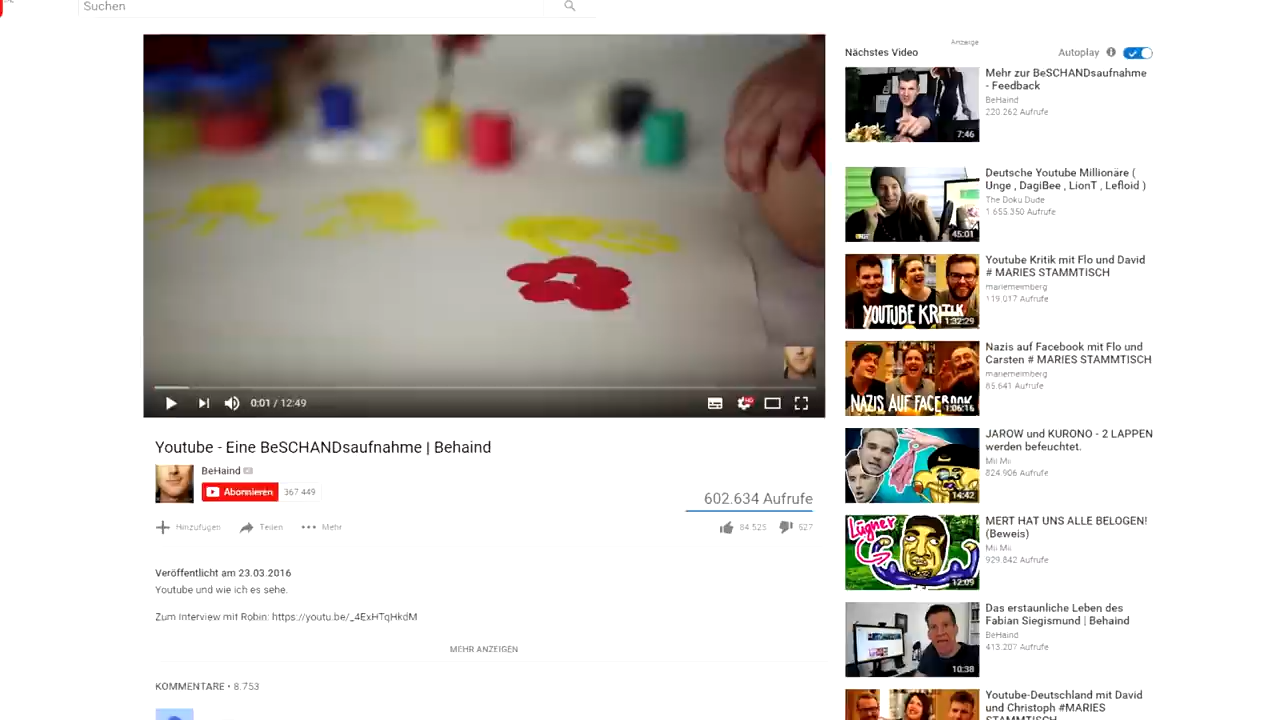 Suchen
0:01 / 12:49
Youtube - Eine BeSCHANDsaufnahme | Behaind
BeHaind
Abonnieren
367 449
602.634 Aufrufe
Hinzufügen
Teilen
Mehr
84 525
527
Veröffentlicht am 23.03.2016
Youtube und wie ich es sehe.
Zum Interview mit Robin: https://youtu.be/_4ExHTqHkdM
MEHR ANZEIGEN
KOMMENTARE • 8.753
Anzeige
Nächstes Video
Autoplay
Mehr zur BeSCHANDsaufnahme
- Feedback
BeHaind
220.262 Aufrufe
7:46
Deutsche Youtube Millionäre (
Unge , DagiBee , LionT , Lefloid )
The Doku Dude
1.655.350 Aufrufe
45:01
Youtube Kritik mit Flo und David
# MARIES STAMMTISCH
mariemeimberg
119.017 Aufrufe
YOUTUBE KRITIK
1:32:29
Nazis auf Facebook mit Flo und
Carsten # MARIES STAMMTISCH
mariemeimberg
65.641 Aufrufe
NAZIS AUF FACEBOOK
1:06:16
JAROW und KURONO - 2 LAPPEN
werden befeuchtet.
Mii Mii
824.906 Aufrufe
14:42
MERT HAT UNS ALLE BELOGEN!
(Beweis)
Mii Mii
929.842 Aufrufe
Lügner
12:09
Das erstaunliche Leben des
Fabian Siegismund | Behaind
BeHaind
413.207 Aufrufe
10:38
Youtube-Deutschland mit David
und Christoph #MARIES
STAMMTISCH